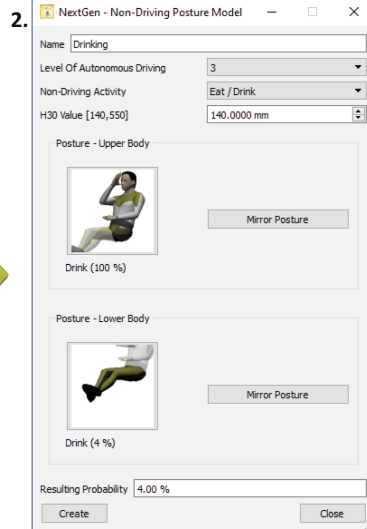 2.
NextGen - Non-Driving Posture Model
Name Drinking
Level Of Autonomous Driving 3
Non-Driving Activity Eat / Drink
H30 Value [140,550] 140.0000 mm
Posture - Upper Body
Mirror Posture
Drink (100 %)
Posture - Lower Body
Mirror Posture
Drink (4 %)
Resulting Probability 4.00 %
Create Close